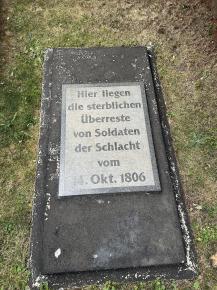 Hier liegen
die sterblichen
Überreste
von Soldaten
der Schlacht
vom
14. Okt. 1806